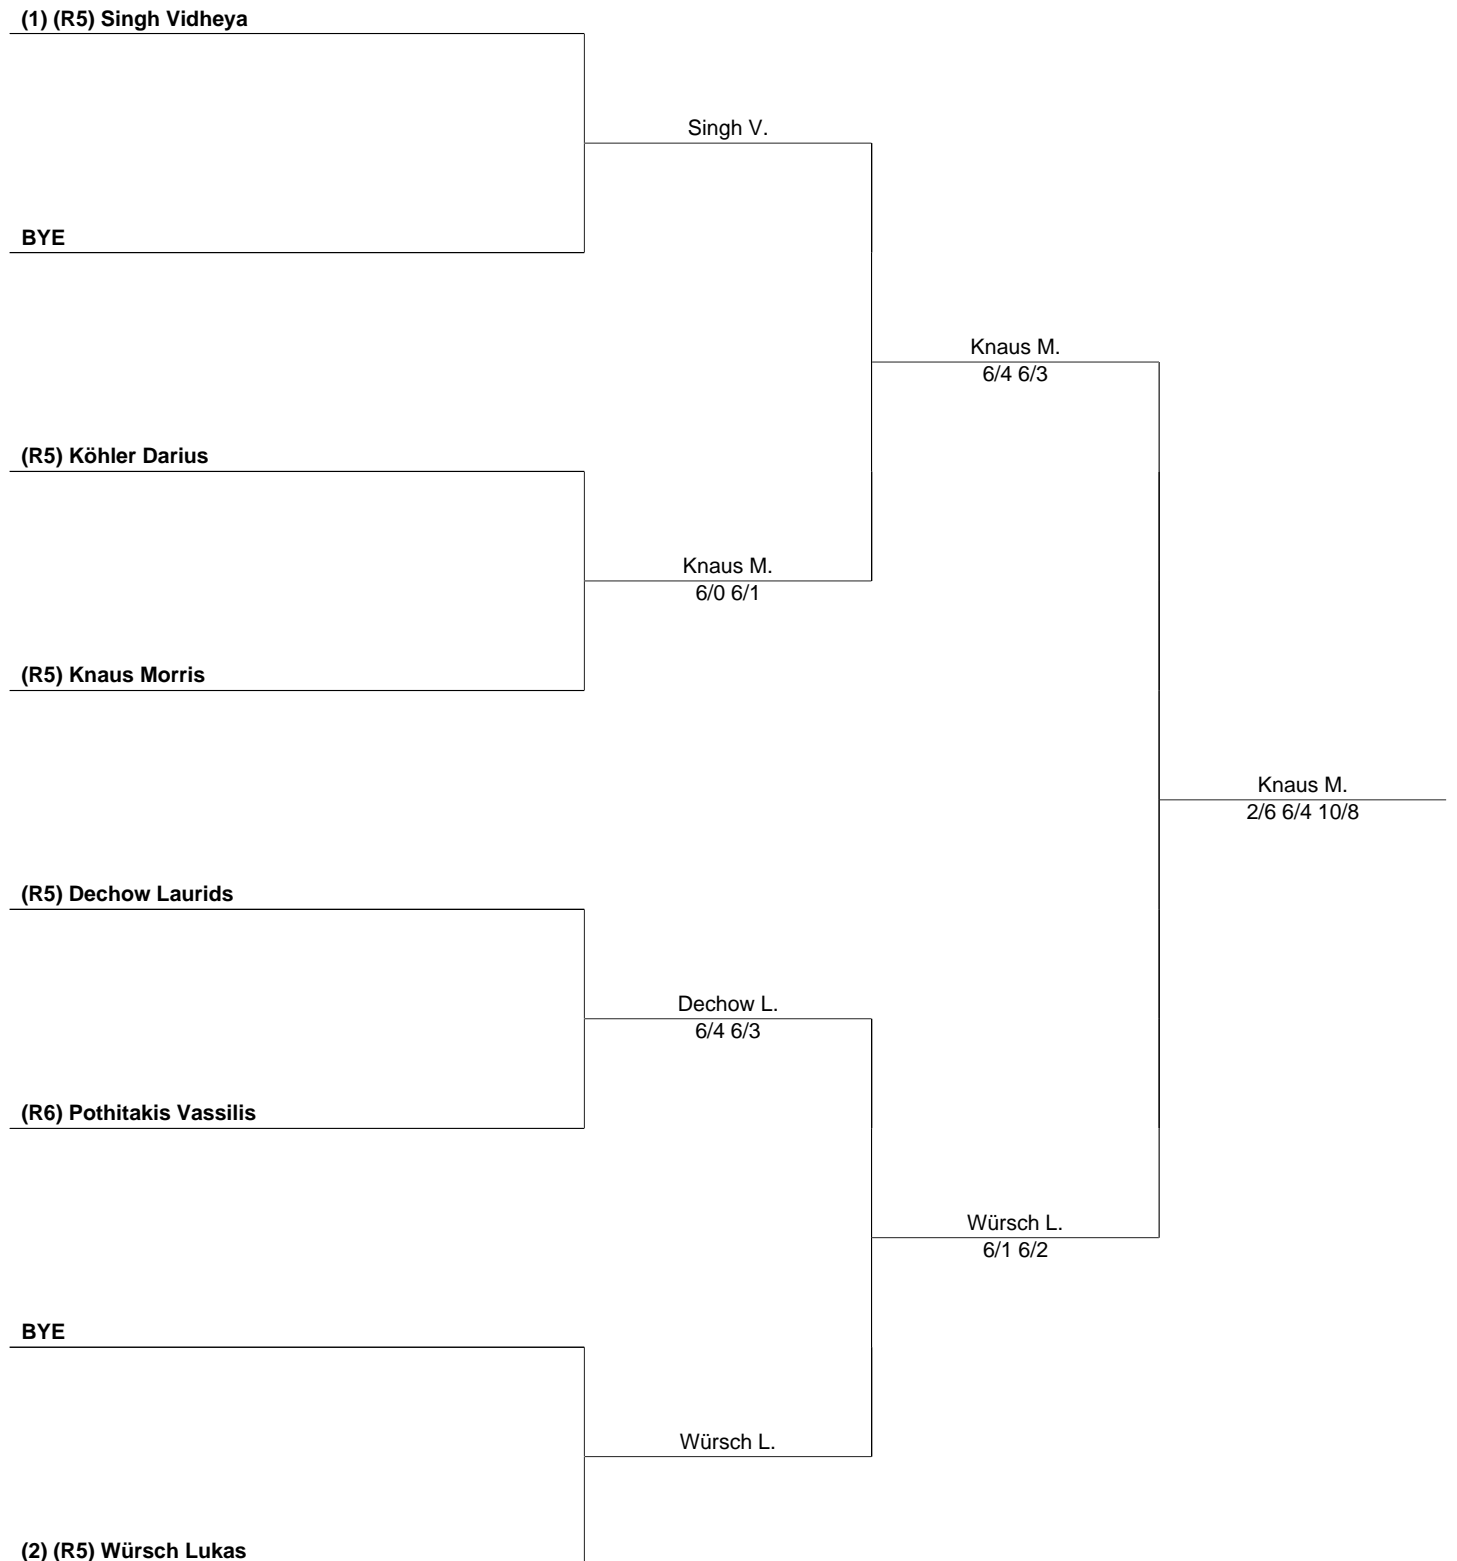 (1) (R5) Singh Vidheya
Singh V.
BYE
Knaus M.
6/4 6/3
(R5) Köhler Darius
Knaus M.
6/0 6/1
(R5) Knaus Morris
Knaus M.
2/6 6/4 10/8
(R5) Dechow Laurids
Dechow L.
6/4 6/3
(R6) Pothitakis Vassilis
Würsch L.
6/1 6/2
BYE
Würsch L.
(2) (R5) Würsch Lukas